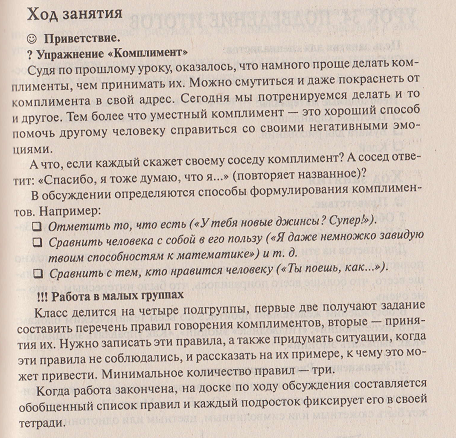 Ход занятия
☺ Приветствие.
? Упражнение «Комплимент»
Судя по прошлому уроку, оказалось, что намного проще делать ком-
плименты, чем принимать их. Можно смутиться и даже покраснеть от
комплимента в свой адрес. Сегодня мы потренируемся делать и то
и другое. Тем более что уместный комплимент — это хороший способ
помочь другому человеку справиться со своими негативными эмо-
циями.
А что, если каждый скажет своему соседу комплимент? А сосед отве-
тит: «Спасибо, я тоже думаю, что я...» (повторяет названное)?
В обсуждении определяются способы формулирования комплимен-
тов. Например:
❑ Отметить то, что есть («У тебя новые джинсы? Супер!»).
❑ Сравнить человека с собой в его пользу («Я даже немножко завидую
твоим способностям к математике») и т. д.
❑ Сравнить с тем, кто нравится человеку («Ты поешь, как...»).
!!! Работа в малых группах
Класс делится на четыре подгруппы, первые две получают задание
составить перечень правил говорения комплиментов, вторые — приня-
тия их. Нужно записать эти правила, а также придумать ситуации, когда
эти правила не соблюдались, и рассказать на их примере, к чему это мо-
жет привести. Минимальное количество правил — три.
Когда работа закончена, на доске по ходу обсуждения составляется
обобщенный список правил и каждый подросток фиксирует его в своей
тетради.